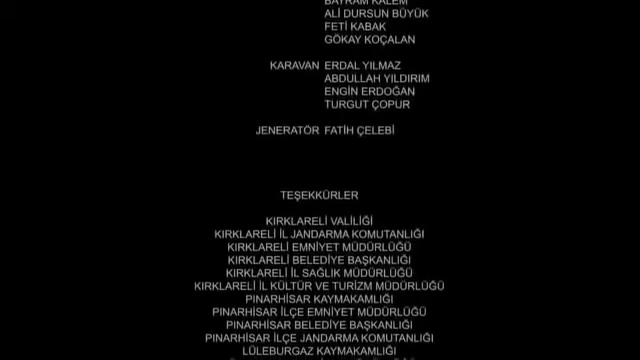 BAYRAM KALEM
ALİ DURSUN BÜYÜK
FETİ KABAK
GÖKAY KOÇALAN
KARAVAN ERDAL YILMAZ
ABDULLAH YILDIRIM
ENGİN ERDOĞAN
TURGUT ÇOPUR
JENERATÖR FATİH ÇELEBİ
TEŞEKKÜRLER
KIRKLARELİ VALİLİĞİ
KIRKLARELİ İL JANDARMA KOMUTANLIĞI
KIRKLARELİ EMNİYET MÜDÜRLÜĞÜ
KIRKLARELİ BELEDİYE BAŞKANLIĞI
KIRKLARELİ İL SAĞLIK MÜDÜRLÜĞÜ
KIRKLARELİ İL KÜLTÜR VE TURİZM MÜDÜRLÜĞÜ
PINARHİSAR KAYMAKAMLIĞI
PINARHİSAR İLÇE EMNİYET MÜDÜRLÜĞÜ
PINARHİSAR BELEDİYE BAŞKANLIĞI
PINARHİSAR İLÇE JANDARMA KOMUTANLIĞI
LÜLEBURGAZ KAYMAKAMLIĞI